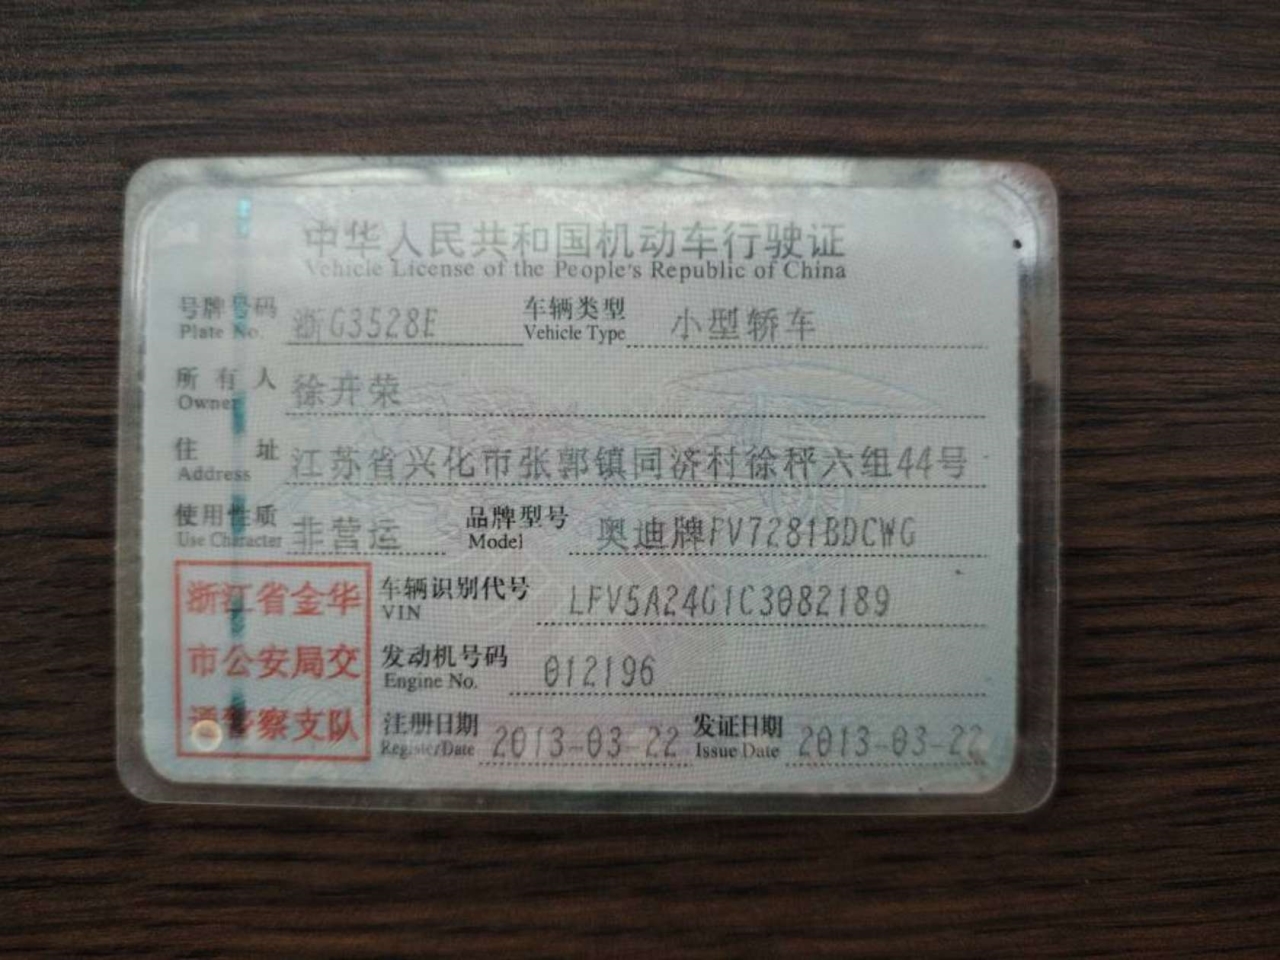 中华人民共和国机动车行驶证
Vehicle License of the People's Republic of China
号牌号码 浙G3528E 车辆类型 小型轿车
Plate No. Vehicle Type
所有人 徐开荣
Owner
住址 江苏省兴化市张郭镇同济村徐秤六组44号
Address
使用性质 非营运 品牌型号 奥迪牌FV7281BDCWG
Use Character Model
浙江省金华
市公安局交
通警察支队
车辆识别代号 LFV5A24G1C3082189
VIN
发动机号码 012196
Engine No.
注册日期 2013-03-22 发证日期 2013-03-22
Register Date Issue Date